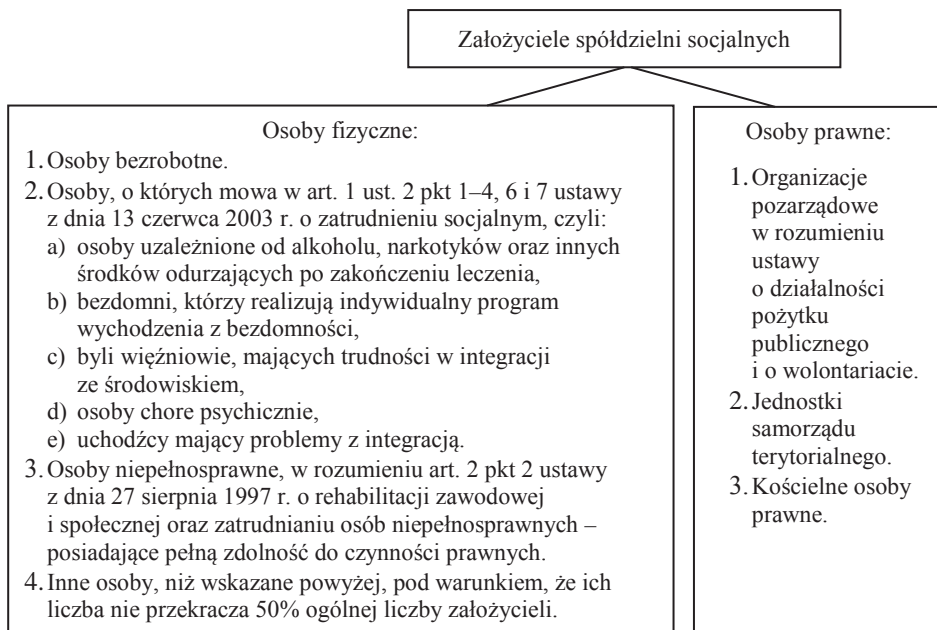 Założyciele spółdzielni socjalnych
Osoby fizyczne:
1. Osoby bezrobotne.
2. Osoby, o których mowa w art. 1 ust. 2 pkt 1–4, 6 i 7 ustawy
z dnia 13 czerwca 2003 r. o zatrudnieniu socjalnym, czyli:
a) osoby uzależnione od alkoholu, narkotyków oraz innych
środków odurzających po zakończeniu leczenia,
b) bezdomni, którzy realizują indywidualny program
wychodzenia z bezdomności,
c) byli więźniowie, mających trudności w integracji
ze środowiskiem,
d) osoby chore psychicznie,
e) uchodźcy mający problemy z integracją.
3. Osoby niepełnosprawne, w rozumieniu art. 2 pkt 2 ustawy
z dnia 27 sierpnia 1997 r. o rehabilitacji zawodowej
i społecznej oraz zatrudnianiu osób niepełnosprawnych –
posiadające pełną zdolność do czynności prawnych.
4. Inne osoby, niż wskazane powyżej, pod warunkiem, że ich
liczba nie przekracza 50% ogólnej liczby założycieli.
Osoby prawne:
1. Organizacje
pozarządowe
w rozumieniu
ustawy
o działalności
pożytku
publicznego
i o wolontariacie.
2. Jednostki
samorządu
terytorialnego.
3. Kościelne osoby
prawne.